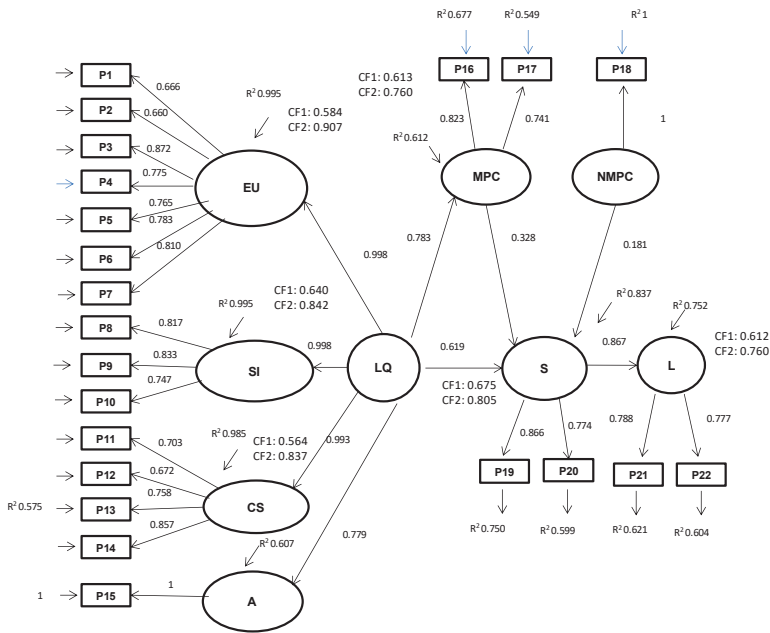 R² 0.677
R² 0.549
R² 1
P1
P16
P17
P18
0.666
CF1: 0.613
CF2: 0.760
R² 0.995
P2
0.660
CF1: 0.584
CF2: 0.907
0.823
0.741
1
R² 0.612
P3
0.872
P4
0.775
EU
MPC
NMPC
0.765
P5
0.783
0.783
0.328
0.181
P6
0.810
0.998
P7
CF1: 0.640
CF2: 0.842
R² 0.995
R² 0.837
R² 0.752
P8
0.817
CF1: 0.612
CF2: 0.760
0.867
0.619
0.998
P9
0.833
SI
LQ
S
L
0.747
CF1: 0.675
CF2: 0.805
P10
P11
0.703
R² 0.985
CF1: 0.564
CF2: 0.837
0.993
0.866
0.774
0.788
0.777
P12
0.672
P19
P20
P21
P22
0.758
R² 0.575
P13
CS
0.857
R² 0.750
R² 0.599
R² 0.621
R² 0.604
P14
R² 0.607
0.779
1
1
P15
A